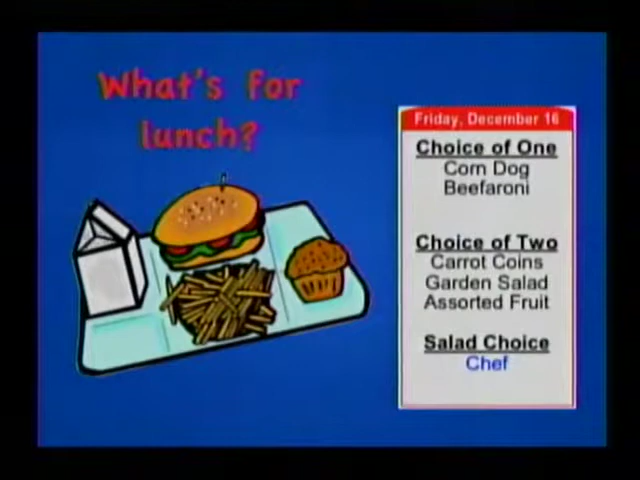 What's for
lunch?
Friday, December 16
Choice of One
Corn Dog
Beefaroni
Choice of Two
Carrot Coins
Garden Salad
Assorted Fruit
Salad Choice
Chef